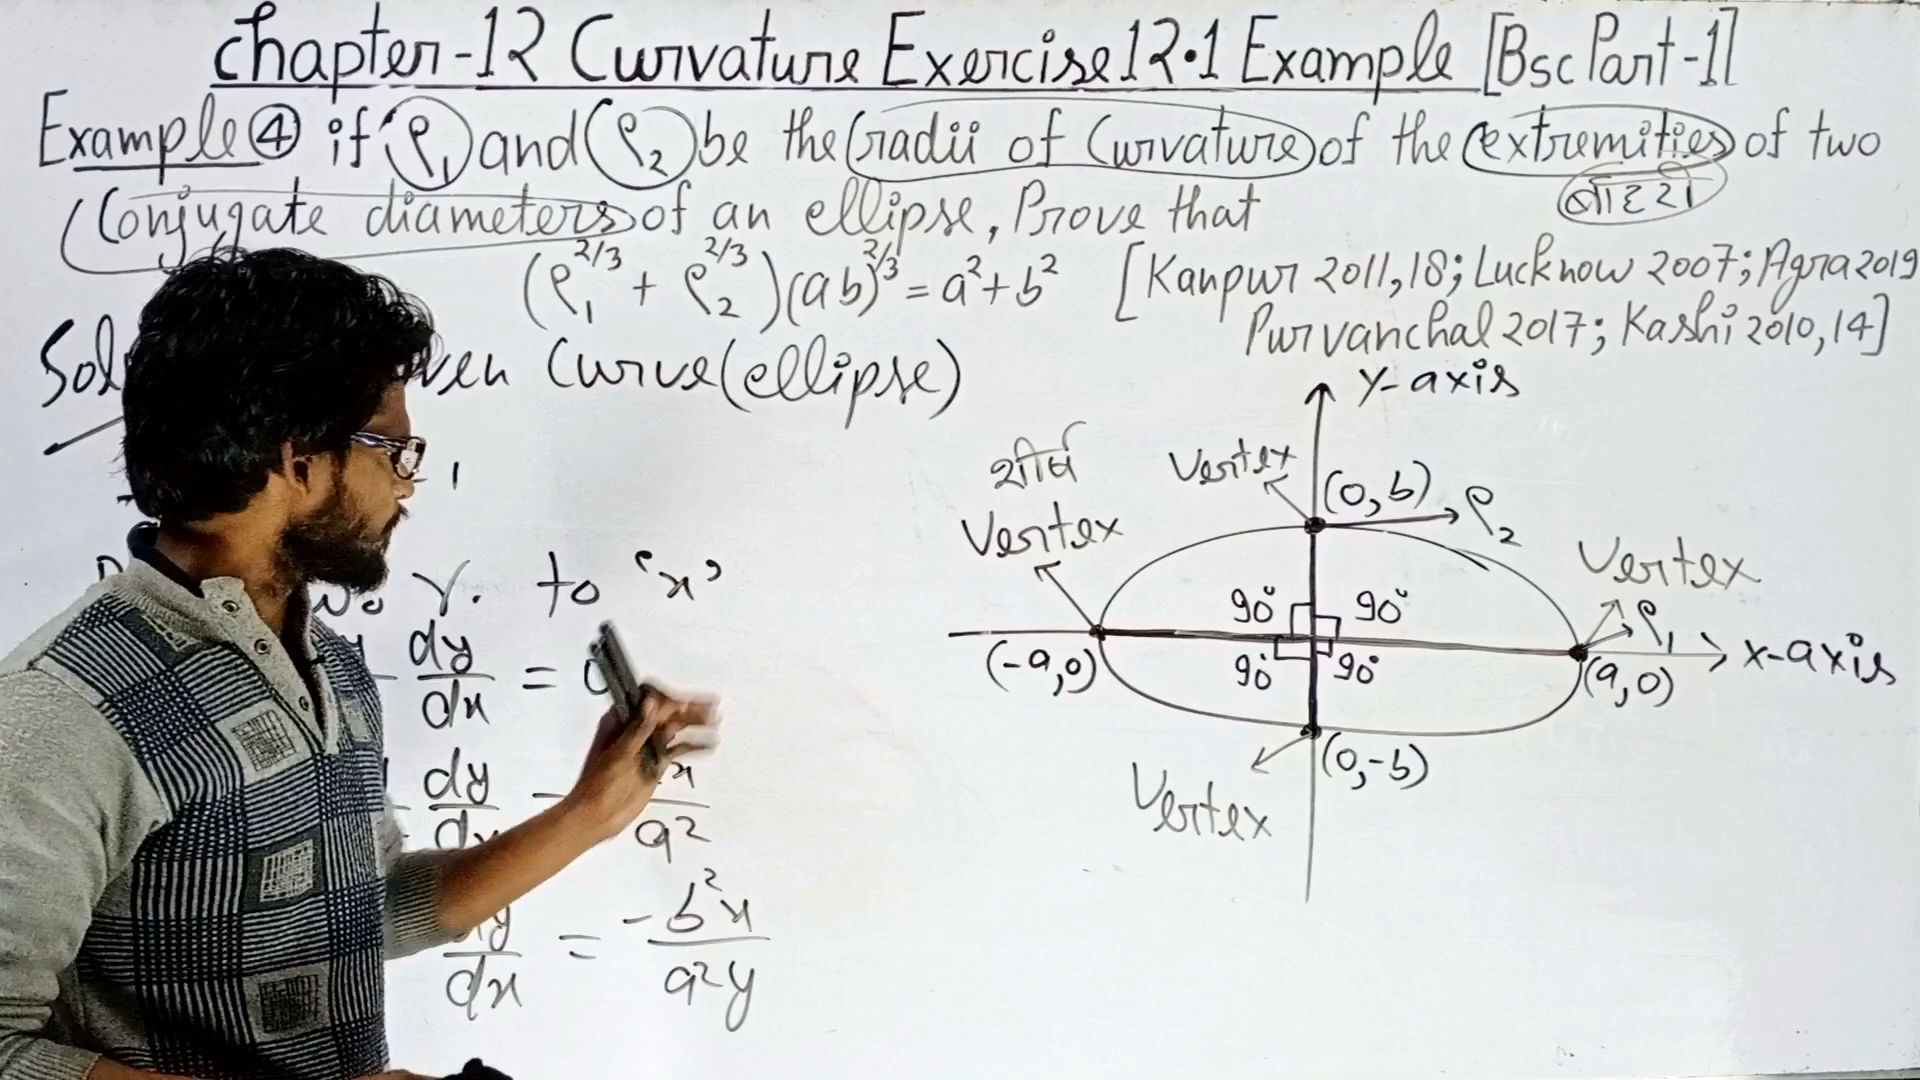 Chapter-12 Curvature Exercise 12.1 Example [Bsc Part-1]
Example ④ if ρ₁ and ρ₂ be the radii of Curvature of the extremities of two
Conjugate diameters of an ellipse, Prove that
(ρ₁^2/3 + ρ₂^2/3)(ab)^2/3 = a²+b² [Kanpur 2011,18; Lucknow 2007; Agra 2019
Purvanchal 2017; Kashi 2010,14]
Curve (ellipse)
y-axis
शीर्ष
Vertex
Vertex
(0,b)
ρ₂
Vertex
ρ₁
90° 90°
90° 90°
(-a,0)
(a,0)
x-axis
(0,-b)
Vertex
1
to 'x'
dy/dx = 0
dy
x/a²
dy/dx = -b²x/a²y